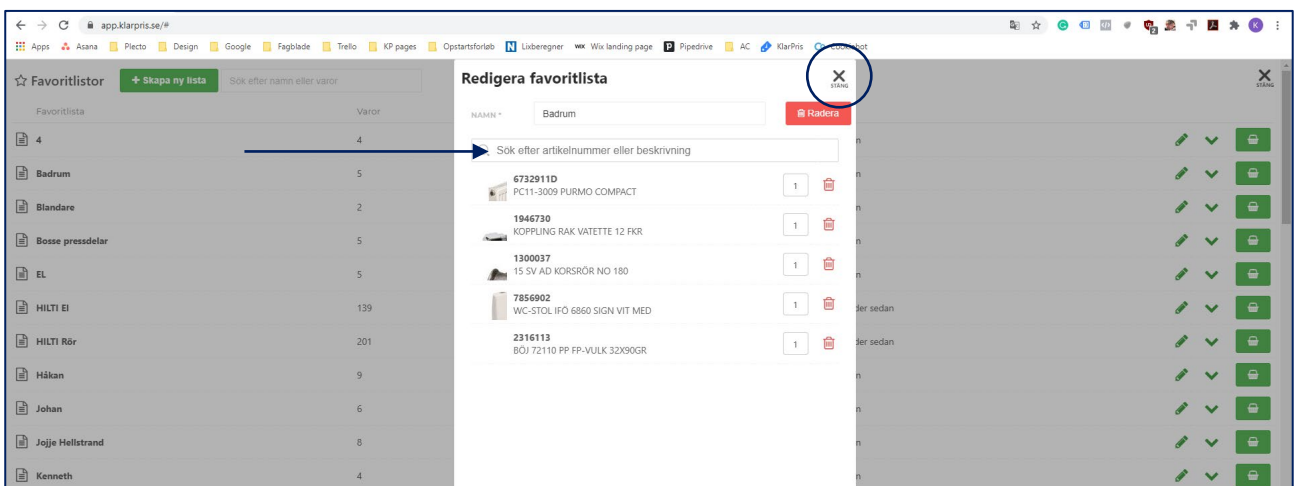 app.klarpris.se/#
Apps Asana Plecto Design Google Fagblade Trello KP pages Opstartsforløb Lixberegner WIX Wix landing page Pipedrive AC KlarPris
Favoritlistor + Skapa ny lista Sök efter namn eller varor
Redigera favoritlista
STÄNG
STÄNG
Favoritlista Varor
NAMN * Badrum Radera
4 4
Sök efter artikelnummer eller beskrivning
Badrum 5
6732911D
PC11-3009 PURMO COMPACT
1
Blandare 2
1946730
KOPPLING RAK VATETTE 12 FKR
1
Bosse pressdelar 5
1300037
15 SV AD KORSRÖR NO 180
1
EL 5
7856902
WC-STOL IFÖ 6860 SIGN VIT MED
1
HILTI El 139 der sedan
2316113
BÖJ 72110 PP FP-VULK 32X90GR
1
HILTI Rör 201 der sedan
Håkan 9
Johan 6
Jojje Hellstrand 8
Kenneth 4